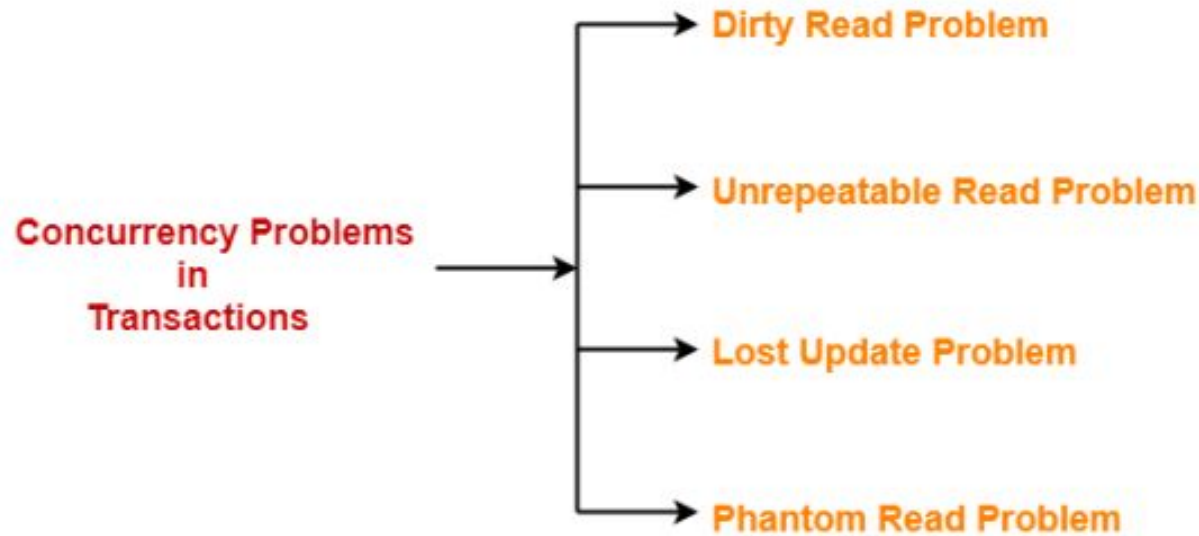 Dirty Read Problem
Unrepeatable Read Problem
Concurrency Problems
in
Transactions
Lost Update Problem
Phantom Read Problem